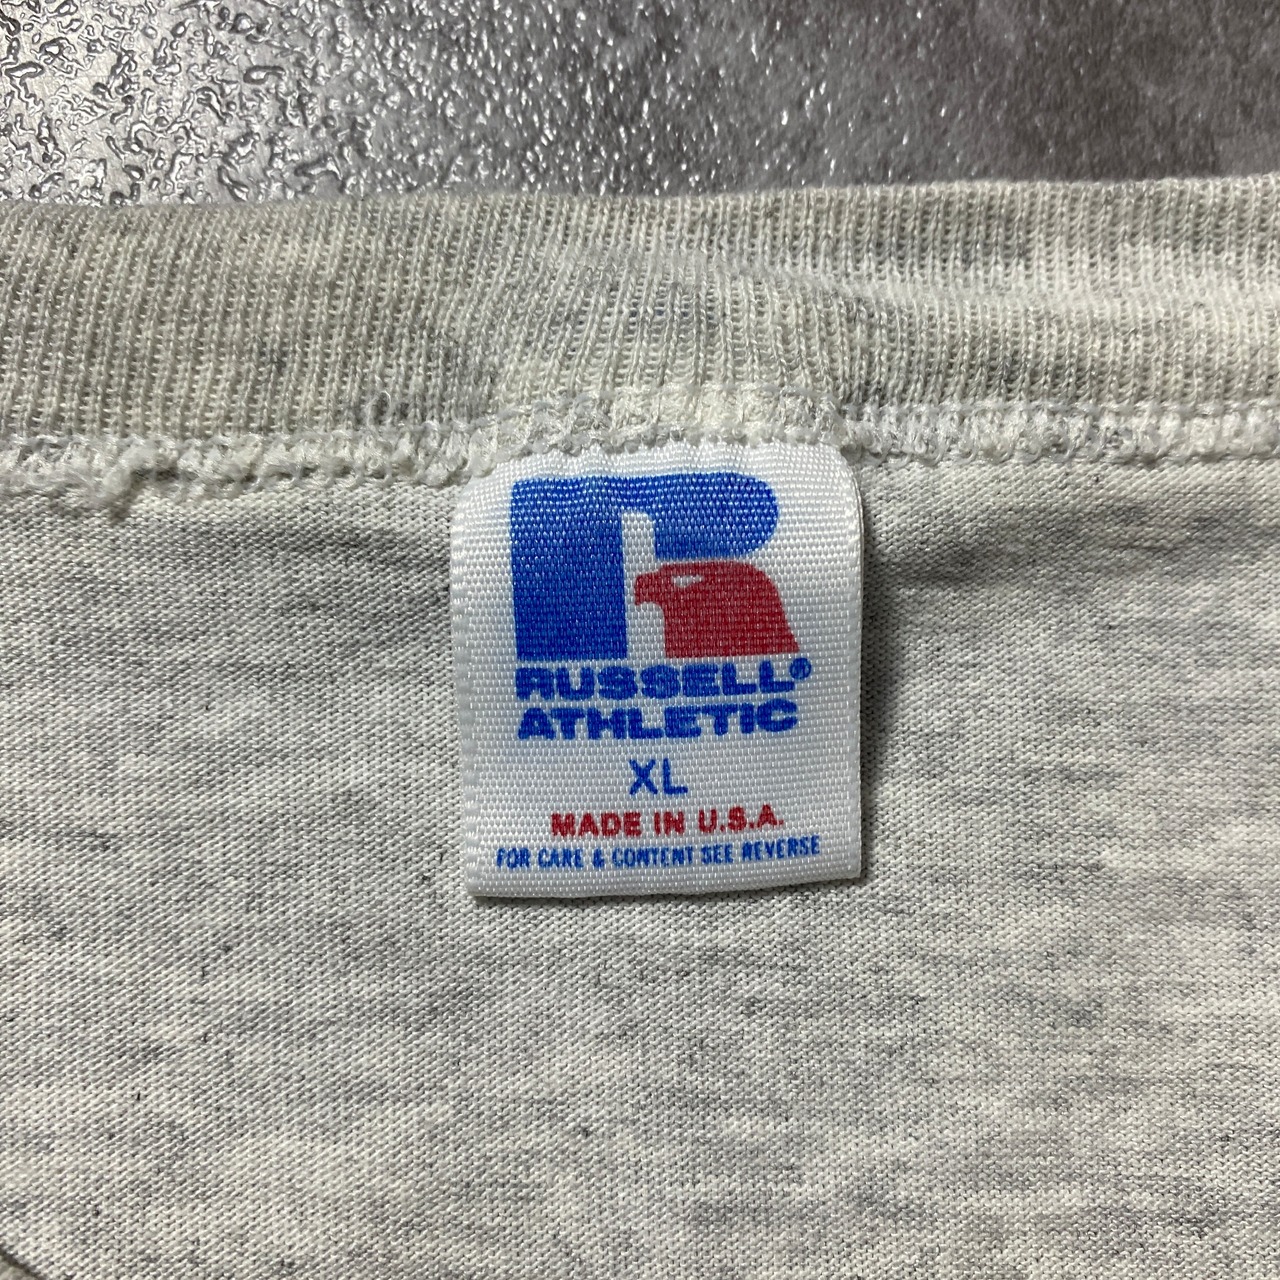 R
RUSSELL®
ATHLETIC
XL
MADE IN U.S.A.
FOR CARE & CONTENT SEE REVERSE